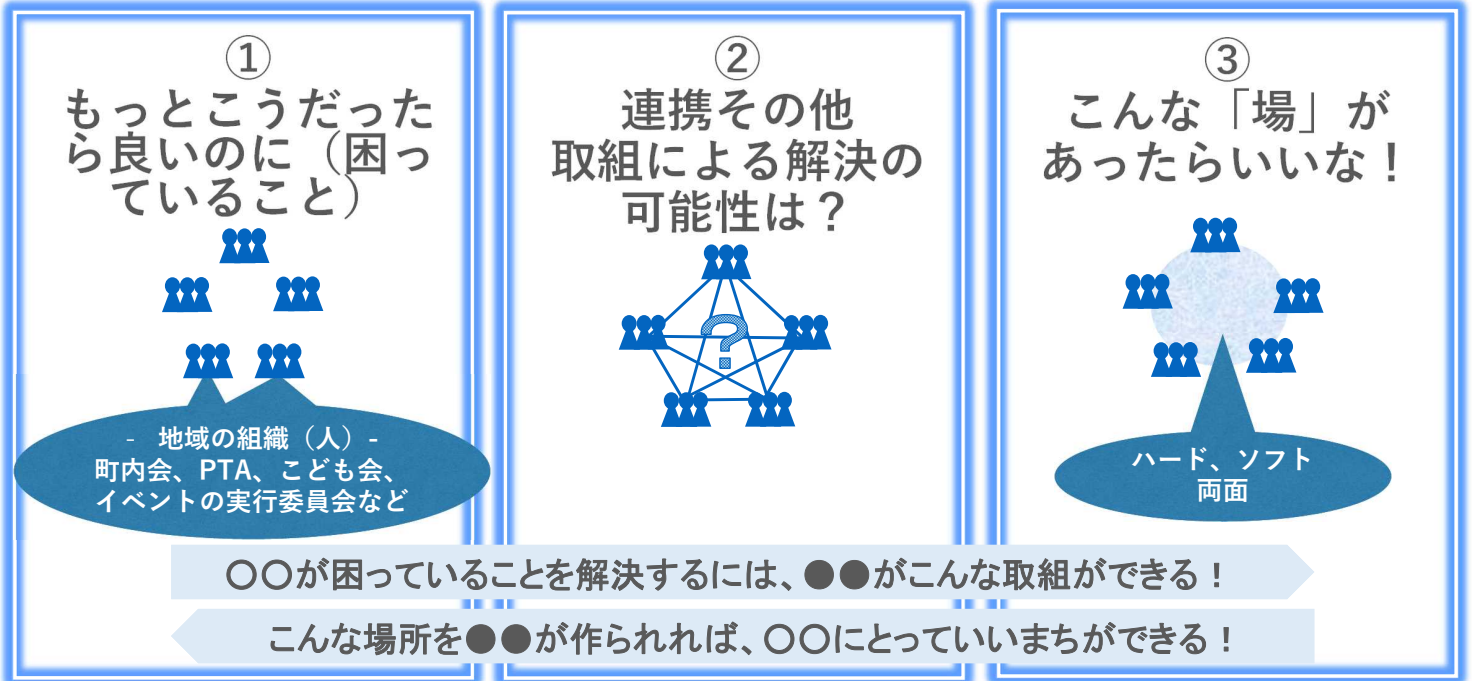 ①
もっとこうだった
ら良いのに（困っ
ていること）
- 地域の組織（人）-
町内会、PTA、こども会、
イベントの実行委員会など
②
連携その他
取組による解決の
可能性は？
?
③
こんな「場」が
あったらいいな！
ハード、ソフト
両面
〇〇が困っていることを解決するには、●●がこんな取組ができる！
こんな場所を●●が作られれば、〇〇にとっていいまちができる！